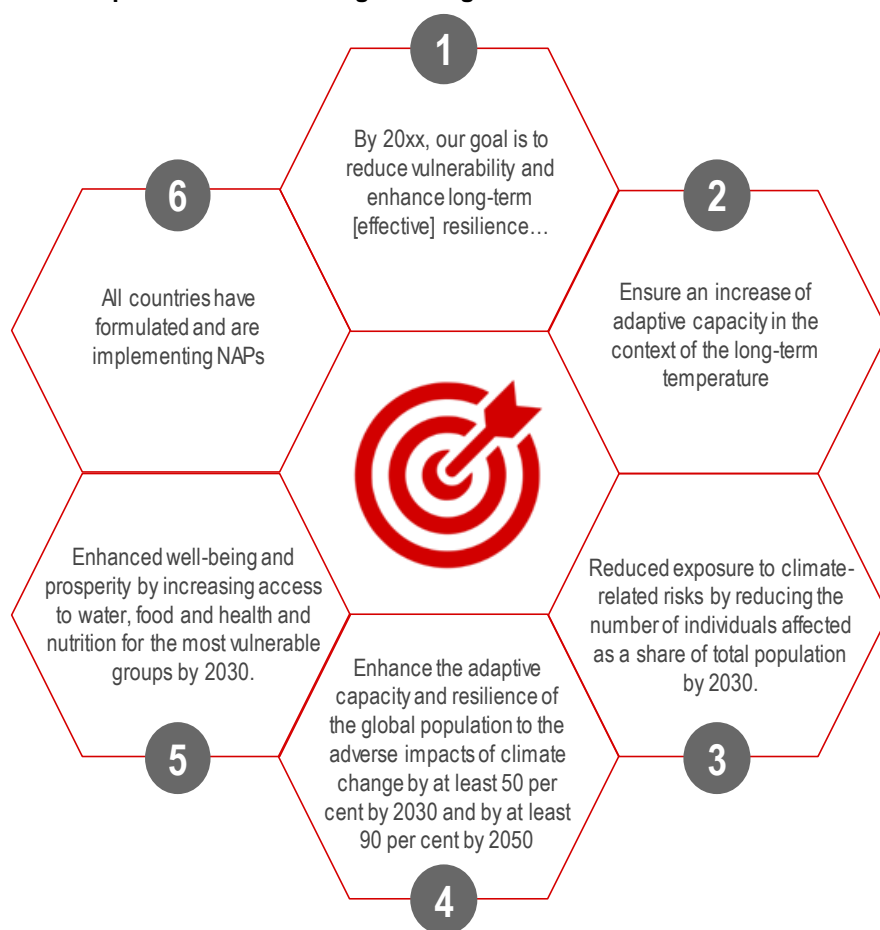 1
By 20xx, our goal is to
reduce vulnerability and
enhance long-term
[effective] resilience…
2
Ensure an increase of
adaptive capacity in the
context of the long-term
temperature
3
Reduced exposure to climate-
related risks by reducing the
number of individuals affected
as a share of total population
by 2030.
4
Enhance the adaptive
capacity and resilience of
the global population to the
adverse impacts of climate
change by at least 50 per
cent by 2030 and by at least
90 per cent by 2050
5
Enhanced well-being and
prosperity by increasing access
to water, food and health and
nutrition for the most vulnerable
groups by 2030.
6
All countries have
formulated and are
implementing NAPs